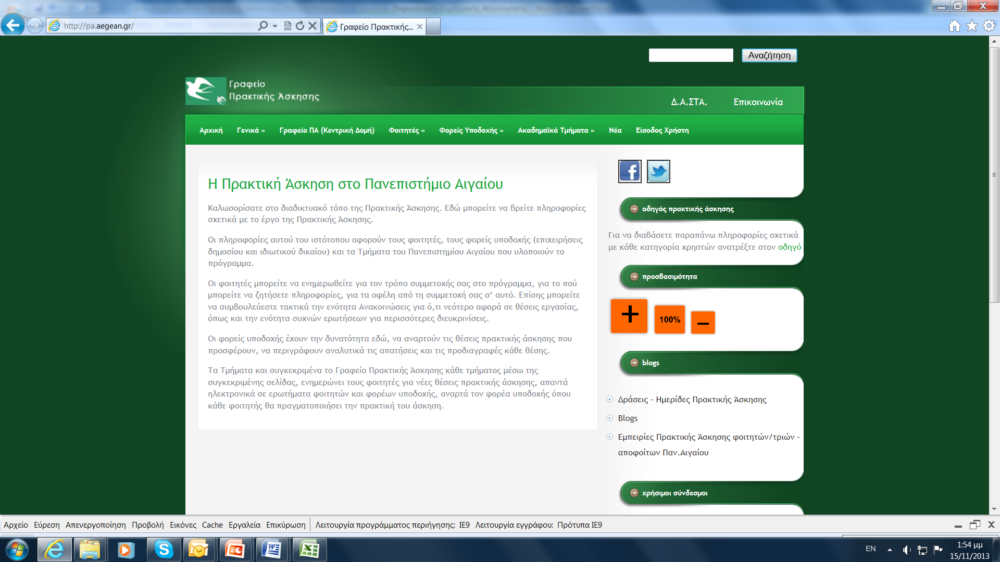 http://pa.aegean.gr/
Γραφείο Πρακτικής...
Αναζήτηση
Γραφείο
Πρακτικής Άσκησης
Δ.Α.ΣΤΑ.
Επικοινωνία
Αρχική
Γενικά »
Γραφείο ΠΑ (Κεντρική Δομή)
Φοιτητές »
Φορείς Υποδοχής »
Ακαδημαϊκά Τμήματα »
Νέα
Είσοδος Χρήστη
Η Πρακτική Άσκηση στο Πανεπιστήμιο Αιγαίου
Καλωσορίσατε στο διαδικτυακό τόπο της Πρακτικής Άσκησης. Εδώ μπορείτε να βρείτε πληροφορίες
σχετικά με το έργο της Πρακτικής Άσκησης.
Οι πληροφορίες αυτού του ιστότοπου αφορούν τους φοιτητές, τους φορείς υποδοχής (επιχειρήσεις
δημοσίου και ιδιωτικού δικαίου) και τα Τμήματα του Πανεπιστημίου Αιγαίου που υλοποιούν το
πρόγραμμα.
Οι φοιτητές μπορείτε να ενημερωθείτε για τον τρόπο συμμετοχής σας στο πρόγραμμα, για το πού
μπορείτε να ζητήσετε πληροφορίες, για τα οφέλη από τη συμμετοχή σας σ’ αυτό. Επίσης μπορείτε
να συμβουλεύεστε τακτικά την ενότητα Ανακοινώσεις για ό,τι νεότερο αφορά σε θέσεις εργασίας,
όπως και την ενότητα συχνών ερωτήσεων για περισσότερες διευκρινίσεις.
Οι φορείς υποδοχής έχουν την δυνατότητα εδώ, να αναρτούν τις θέσεις πρακτικής άσκησης που
προσφέρουν, να περιγράφουν αναλυτικά τις απατήσεις και τις προδιαγραφές κάθε θέσης.
Τα Τμήματα και συγκεκριμένα το Γραφείο Πρακτικής Άσκησης κάθε τμήματος μέσω της
συγκεκριμένης σελίδας, ενημερώνει τους φοιτητές για νέες θέσεις πρακτικής άσκησης, απαντά
ηλεκτρονικά σε ερωτήματα φοιτητών και φορέων υποδοχής, αναρτά τον φορέα υποδοχής όπου
κάθε φοιτητής θα πραγματοποιήσει την πρακτική του άσκηση.
οδηγός πρακτικής άσκησης
Για να διαβάσετε παραπάνω πληροφορίες σχετικά
με κάθε κατηγορία χρηστών ανατρέξτε στον οδηγό
προσβασιμότητα
+ 100% –
blogs
Δράσεις – Ημερίδες Πρακτικής Άσκησης
Blogs
Εμπειρίες Πρακτικής Άσκησης φοιτητών/τριών –
αποφοίτων Παν.Αιγαίου
χρήσιμοι σύνδεσμοι
Αρχείο Εύρεση Απενεργοποίηση Προβολή Εικόνες Cache Εργαλεία Επικύρωση Λειτουργία προγράμματος περιήγησης: IE9 Λειτουργία εγγράφου: Πρότυπα IE9
EN
1:54 μμ
15/11/2013